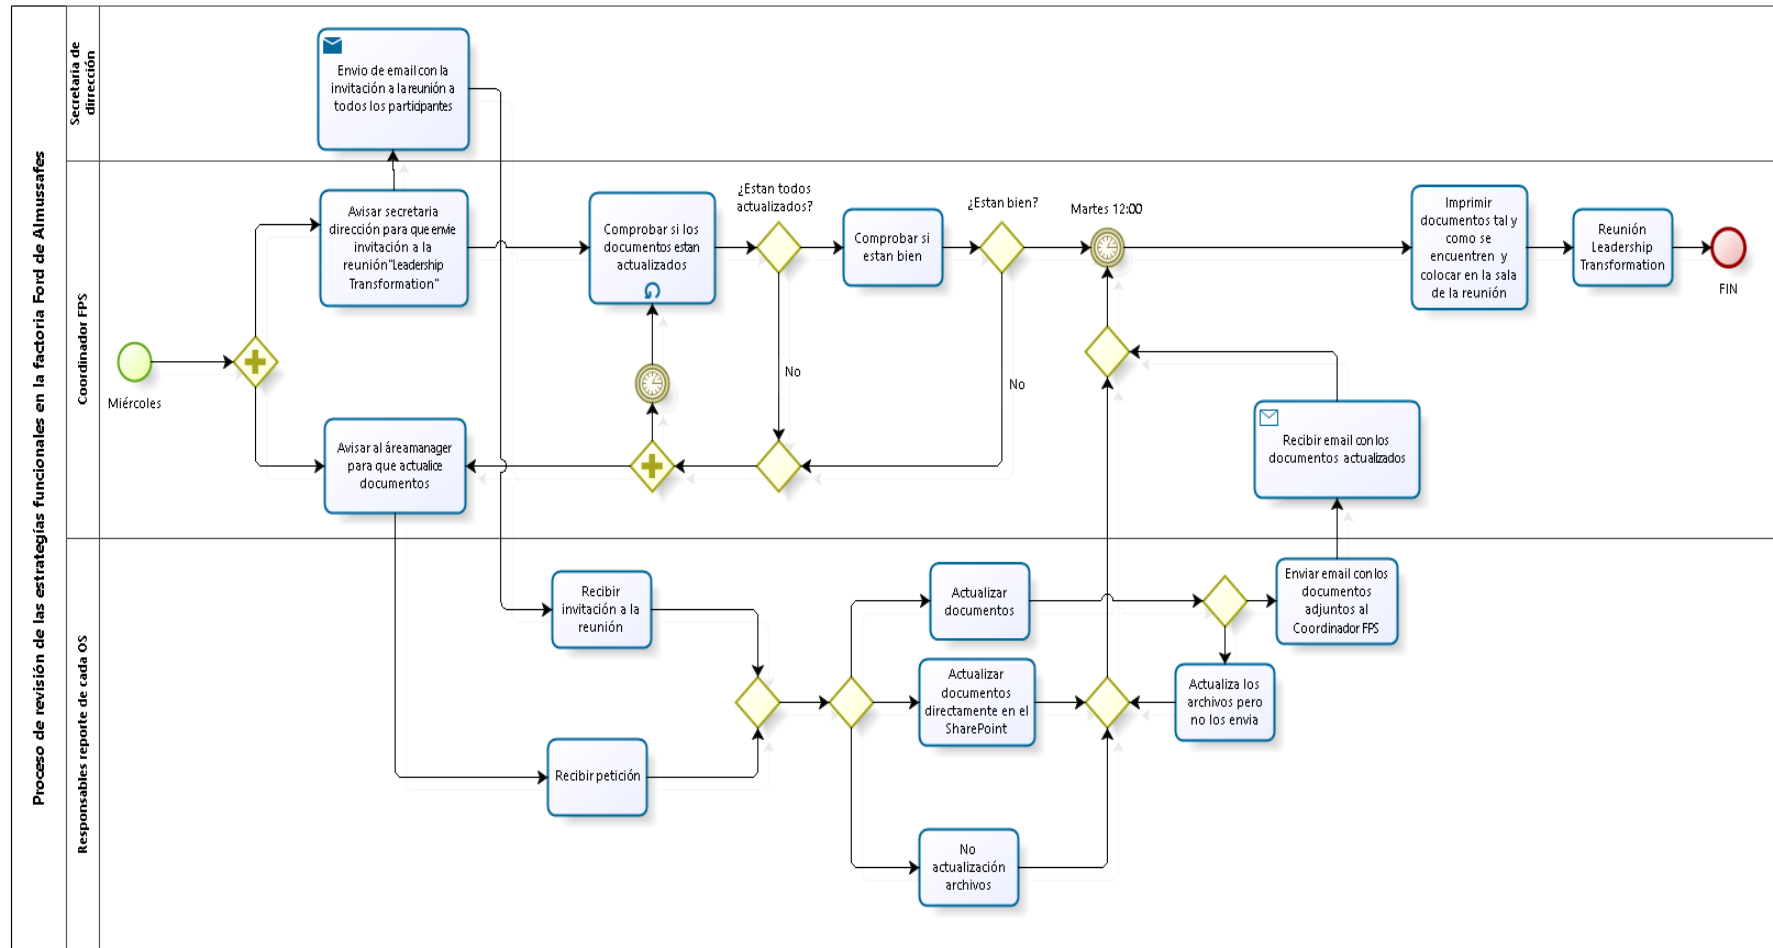 Proceso de revisión de las estrategías funcionales en la factoria Ford de Almussafes
Secretaria de
dirrección
Envio de email con la
invitación a la reunión a
todos los participantes
Coordinador FPS
Miércoles
Avisar secretaria
dirección para que envie
invitación a la
reunión "Leadership
Transformation"
Avisar al área manager
para que actualice
documentos
Comprobar si los
documentos estan
actualizados
¿Estan todos
actualizados?
No
Comprobar si
estan bien
¿Estan bien?
No
Martes 12:00
Imprimir
documentos tal y
como se
encuentren y
colocar en la sala
de la reunión
Reunión
Leadership
Transformation
FIN
Recibir email con los
documentos actualizados
Responsables reporte de cada OS
Recibir
invitación a la
reunión
Recibir petición
Actualizar
documentos
Actualizar
documentos
directamente en el
SharePoint
No
actualización
archivos
Enviar email con los
documentos
adjuntos al
Coordinador FPS
Actualiza los
archivos pero
no los envia